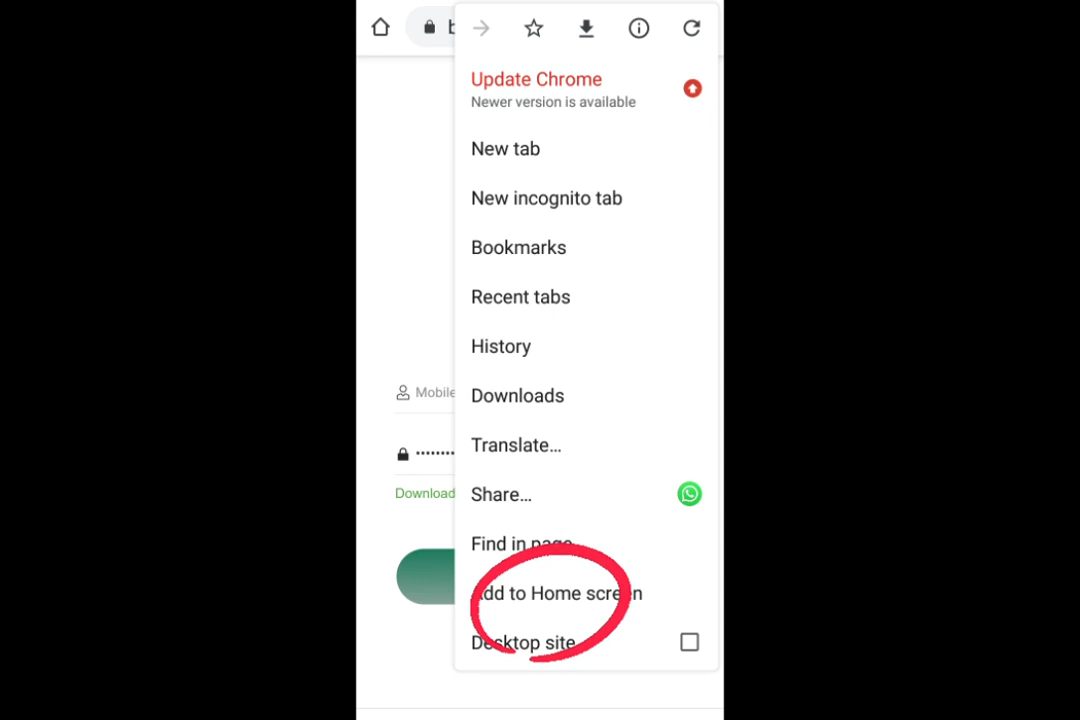 Update Chrome
Newer version is available
New tab
New incognito tab
Bookmarks
Recent tabs
History
Mobile
Downloads
Translate...
Share...
Download
Find in page...
Add to Home screen
Desktop site